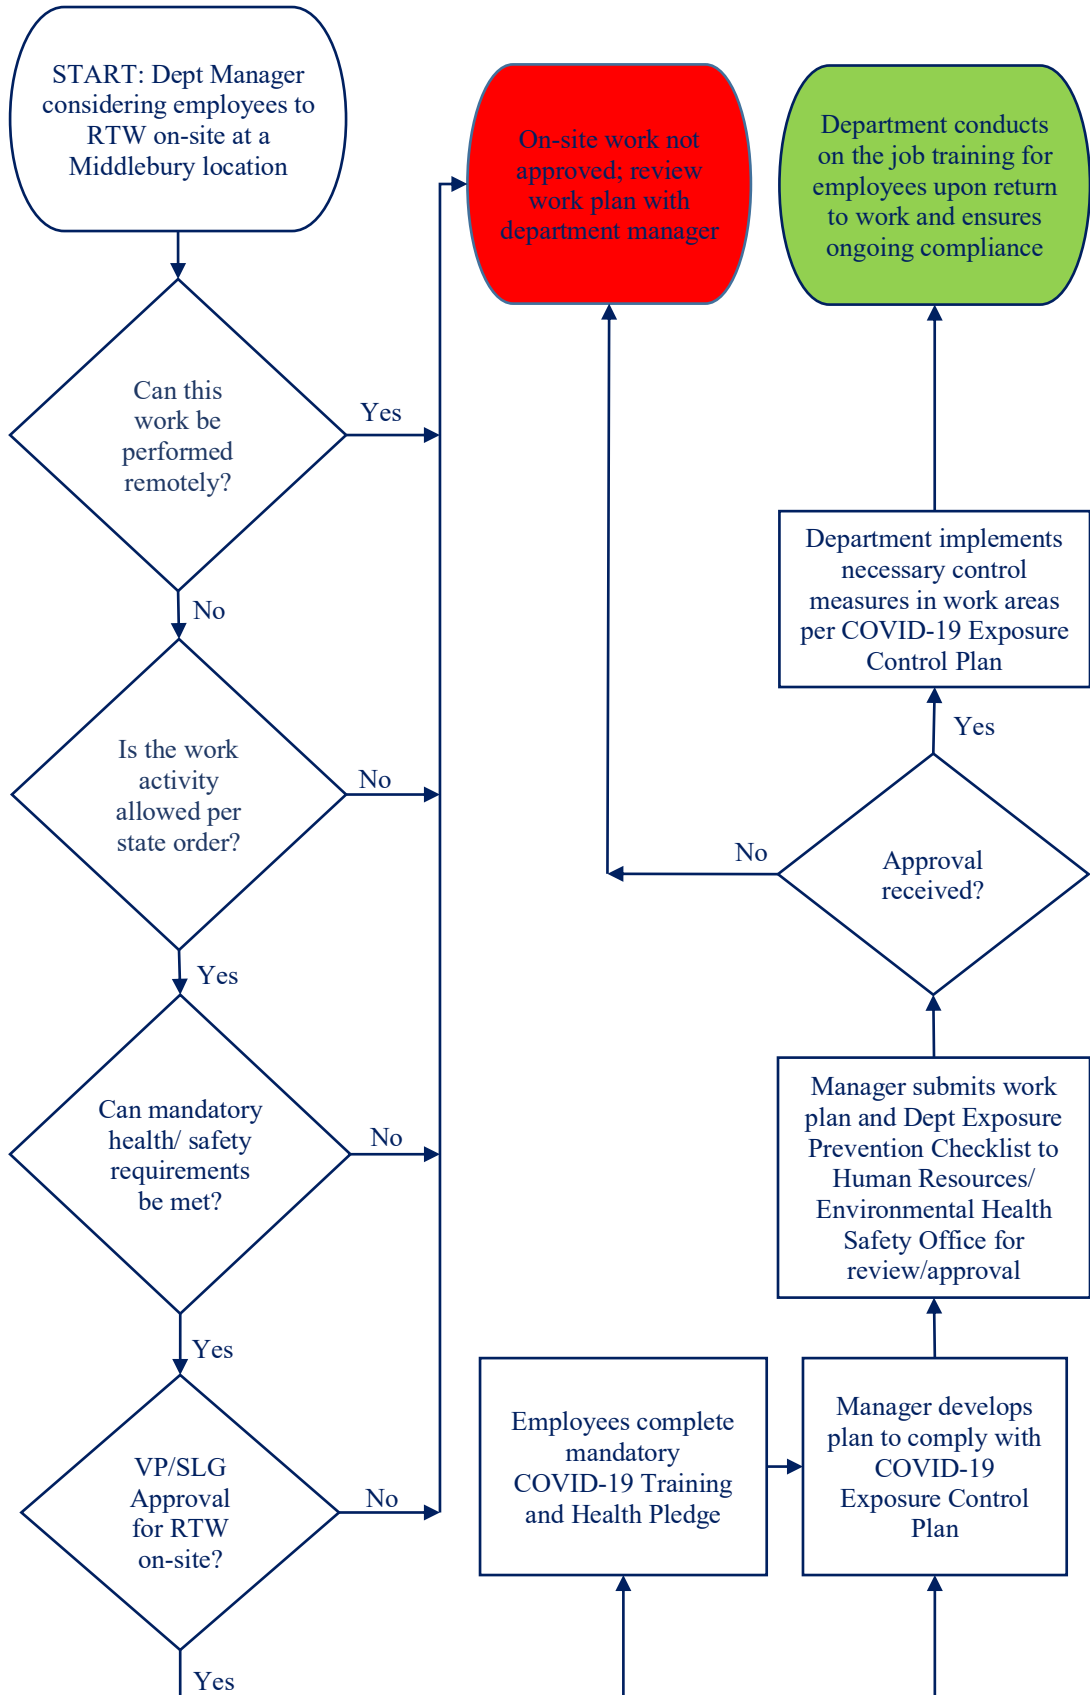 START: Dept Manager
considering employees to
RTW on-site at a
Middlebury location
Can this
work be
performed
remotely?
Yes
No
Is the work
activity
allowed per
state order?
No
Yes
Can mandatory
health/ safety
requirements
be met?
No
Yes
VP/SLG
Approval
for RTW
on-site?
No
Yes
On-site work not
approved; review
work plan with
department manager
Employees complete
mandatory
COVID-19 Training
and Health Pledge
Manager develops
plan to comply with
COVID-19
Exposure Control
Plan
Manager submits work
plan and Dept Exposure
Prevention Checklist to
Human Resources/
Environmental Health
Safety Office for
review/approval
Approval
received?
No
Yes
Department implements
necessary control
measures in work areas
per COVID-19 Exposure
Control Plan
Department conducts
on the job training for
employees upon return
to work and ensures
ongoing compliance